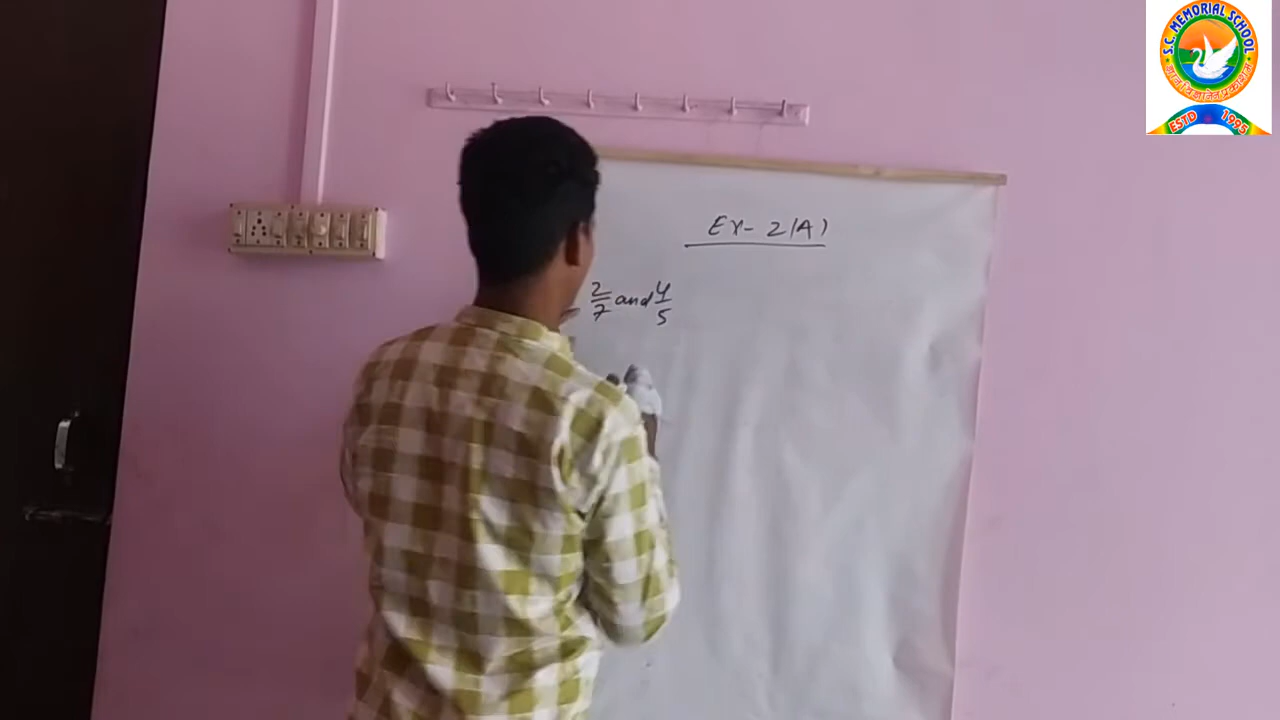 Ex- 2(A)
2/7 and 4/5
S.C. MEMORIAL SCHOOL
ESTD 1995